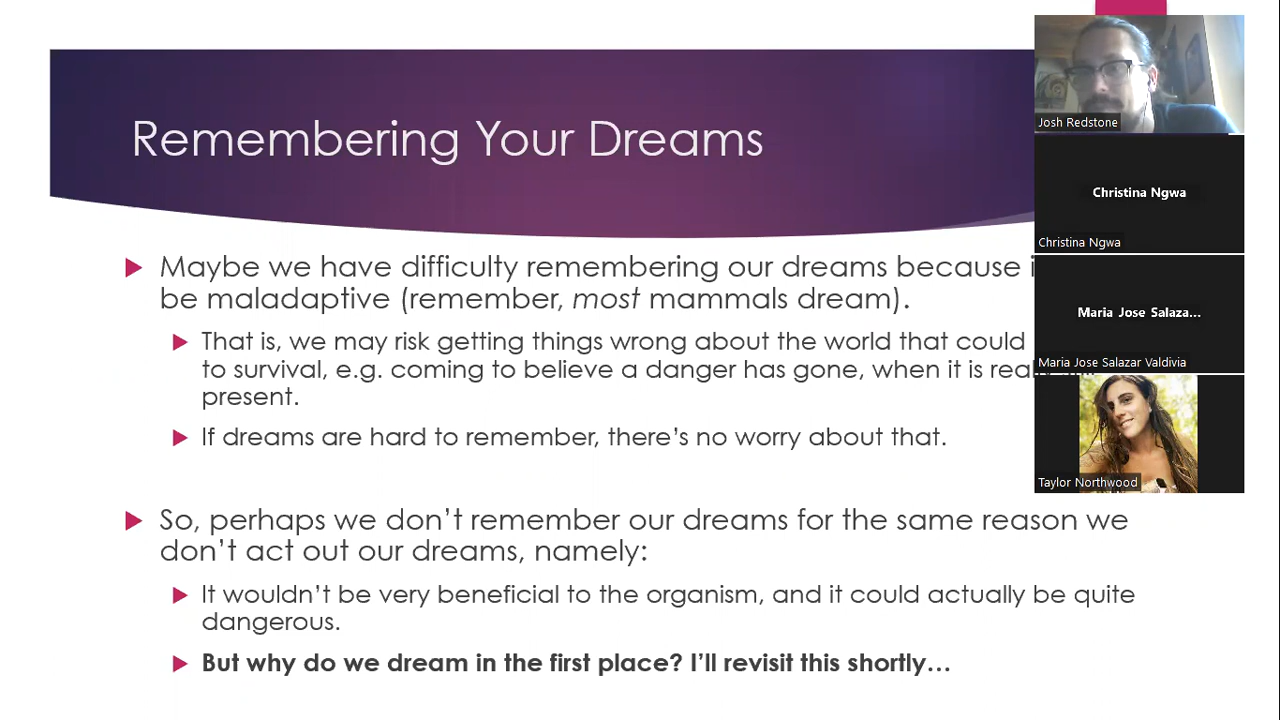 Remembering Your Dreams
Maybe we have difficulty remembering our dreams because
be maladaptive (remember, most mammals dream).
That is, we may risk getting things wrong about the world that could
to survival, e.g. coming to believe a danger has gone, when it is
present.
If dreams are hard to remember, there's no worry about that.
So, perhaps we don't remember our dreams for the same reason we
don't act out our dreams, namely:
It wouldn't be very beneficial to the organism, and it could actually be quite
dangerous.
But why do we dream in the first place? I'll revisit this shortly…
Josh Redstone
Christina Ngwa
Christina Ngwa
Maria Jose Salaza...
Maria Jose Salazar Valdivia
Taylor Northwood